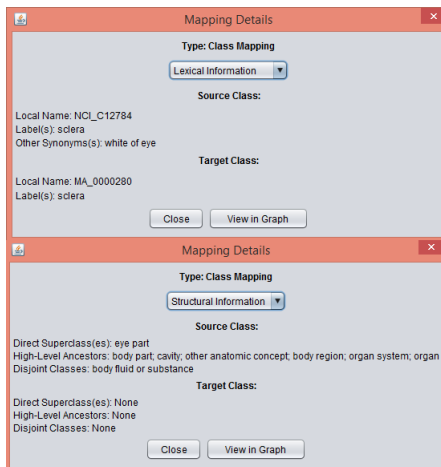 Mapping Details
x
Type: Class Mapping
Lexical Information
Source Class:
Local Name: NCI_C12784
Label(s): sclera
Other Synonyms(s): white of eye
Target Class:
Local Name: MA_0000280
Label(s): sclera
Close View in Graph
Mapping Details
x
Type: Class Mapping
Structural Information
Source Class:
Direct Superclass(es): eye part
High-Level Ancestors: body part; cavity; other anatomic concept; body region; organ system; organ
Disjoint Classes: body fluid or substance
Target Class:
Direct Superclass(es): None
High-Level Ancestors: None
Disjoint Classes: None
Close View in Graph